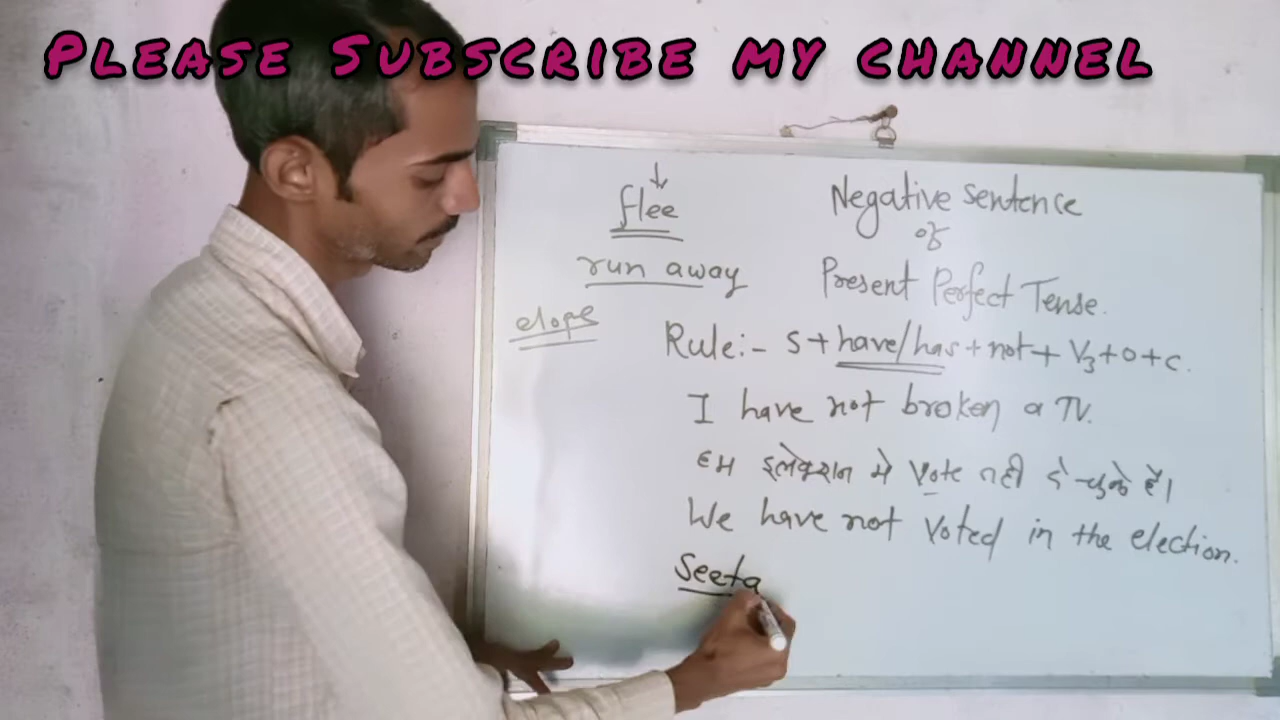 Please Subscribe my channel
flee
run away
elope
Negative sentence
of
Present Perfect Tense.
Rule:- S + have/has + not + V3 + O + C.
I have not broken a TV.
हम इलेक्शन मे Vote नही दे चुके हैं।
We have not Voted in the election.
Seeta